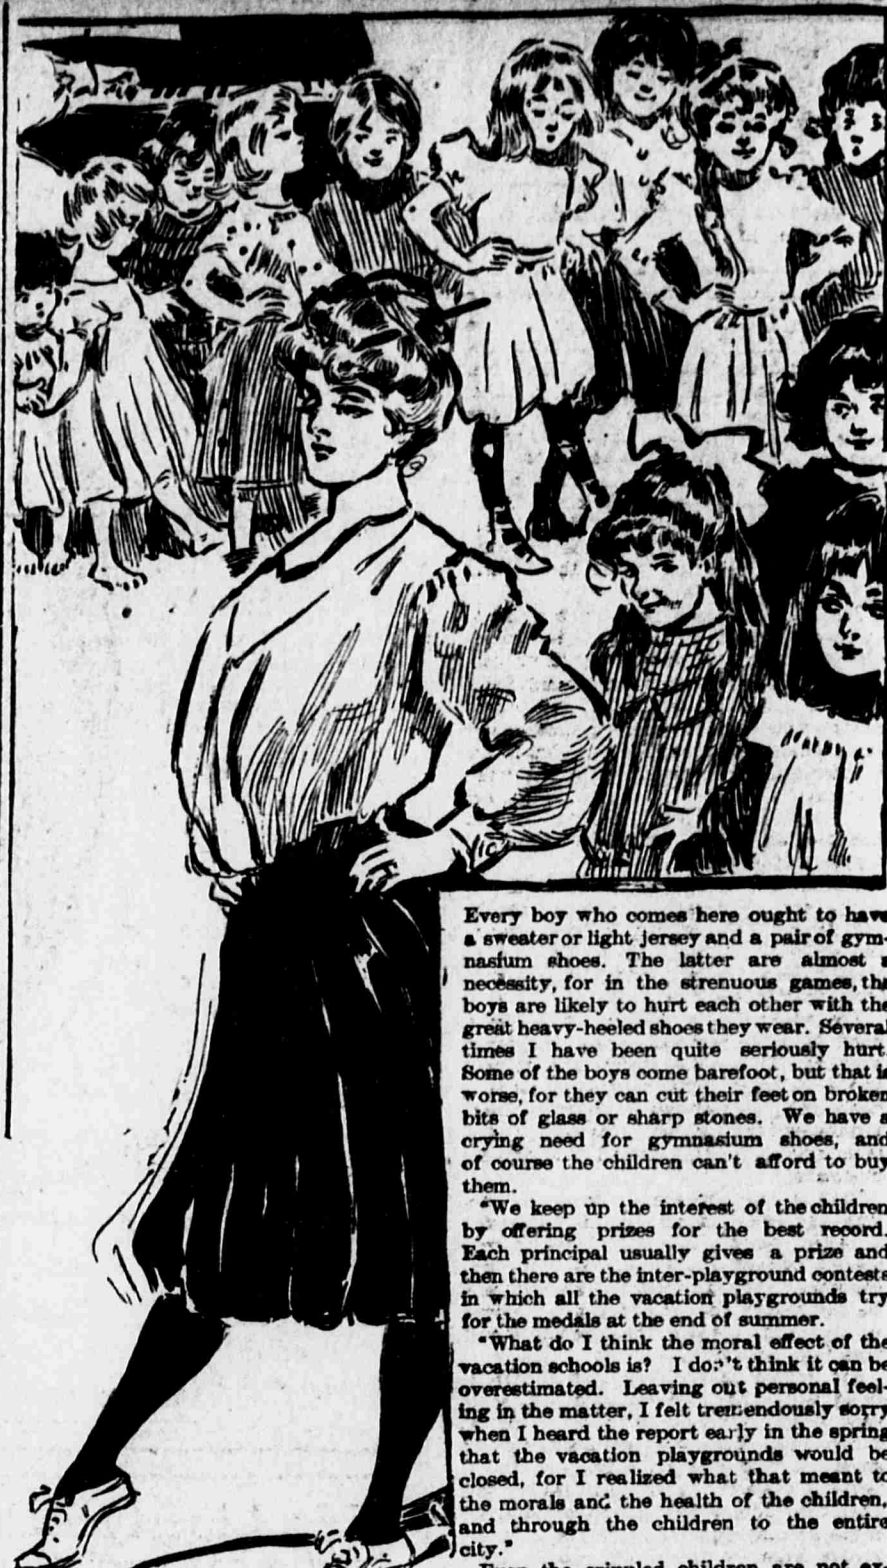 Every boy who comes here ought to have
a sweater or light jersey and a pair of gym-
nasium shoes. The latter are almost a
necessity, for in the strenuous games, the
boys are likely to hurt each other with the
great heavy-heeled shoes they wear. Several
times I have been quite seriously hurt.
Some of the boys come barefoot, but that is
worse, for they can cut their feet on broken
bits of glass or sharp stones. We have a
crying need for gymnasium shoes, and
of course the children can't afford to buy
them.
"We keep up the interest of the children
by offering prizes for the best record.
Each principal usually gives a prize and
then there are the inter-playground contests
in which all the vacation playgrounds try
for the medals at the end of summer.
"What do I think the moral effect of the
vacation schools is? I don't think it can be
overestimated. Leaving out personal feel-
ing in the matter, I felt tremendously sorry
when I heard the report early in the spring
that the vacation playgrounds would be
closed, for I realized what that meant to
the morals and the health of the children,
and through the children to the entire
city."
Even the crippled children are not